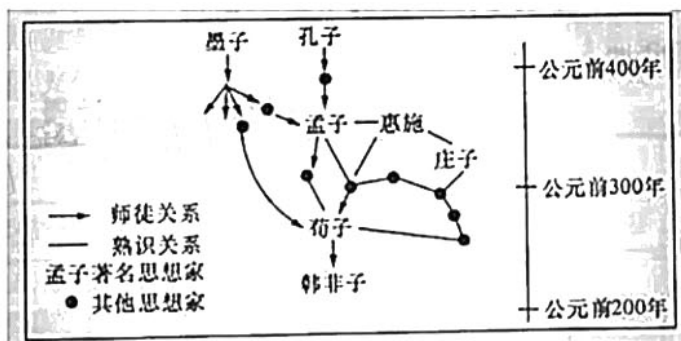 墨子
孔子
公元前400年
孟子
惠施
庄子
公元前300年
荀子
师徒关系
熟识关系
孟子著名思想家
其他思想家
韩非子
公元前200年